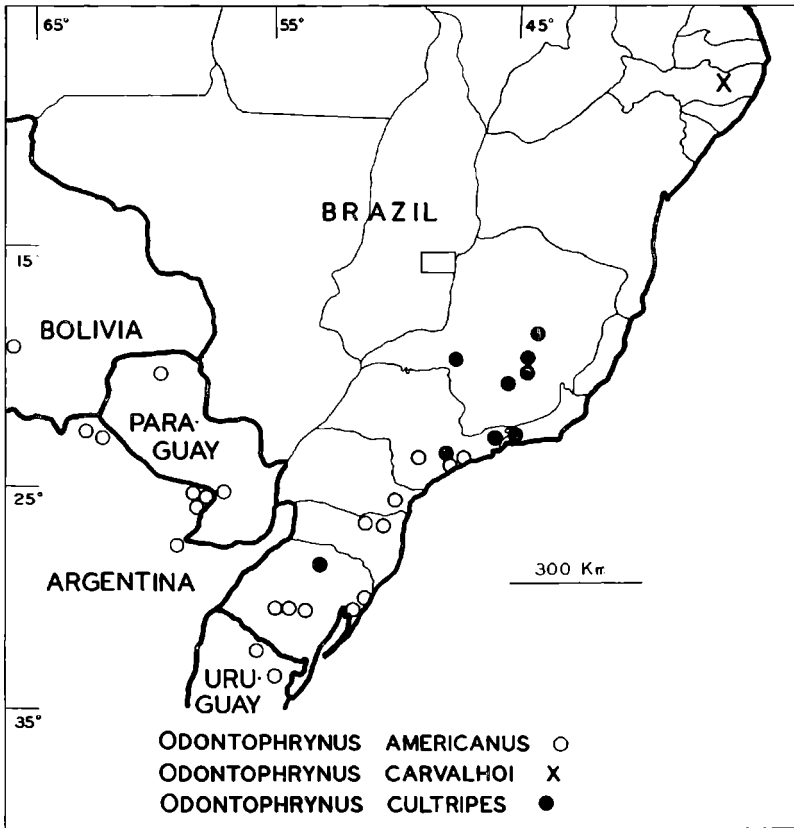 65° 55° 45°
BRAZIL
15°
BOLIVIA
PARA-
GUAY
25°
ARGENTINA
300 Km
URU-
GUAY
35°
ODONTOPHRYNUS AMERICANUS
ODONTOPHRYNUS CARVALHOI X
ODONTOPHRYNUS CULTRIPES